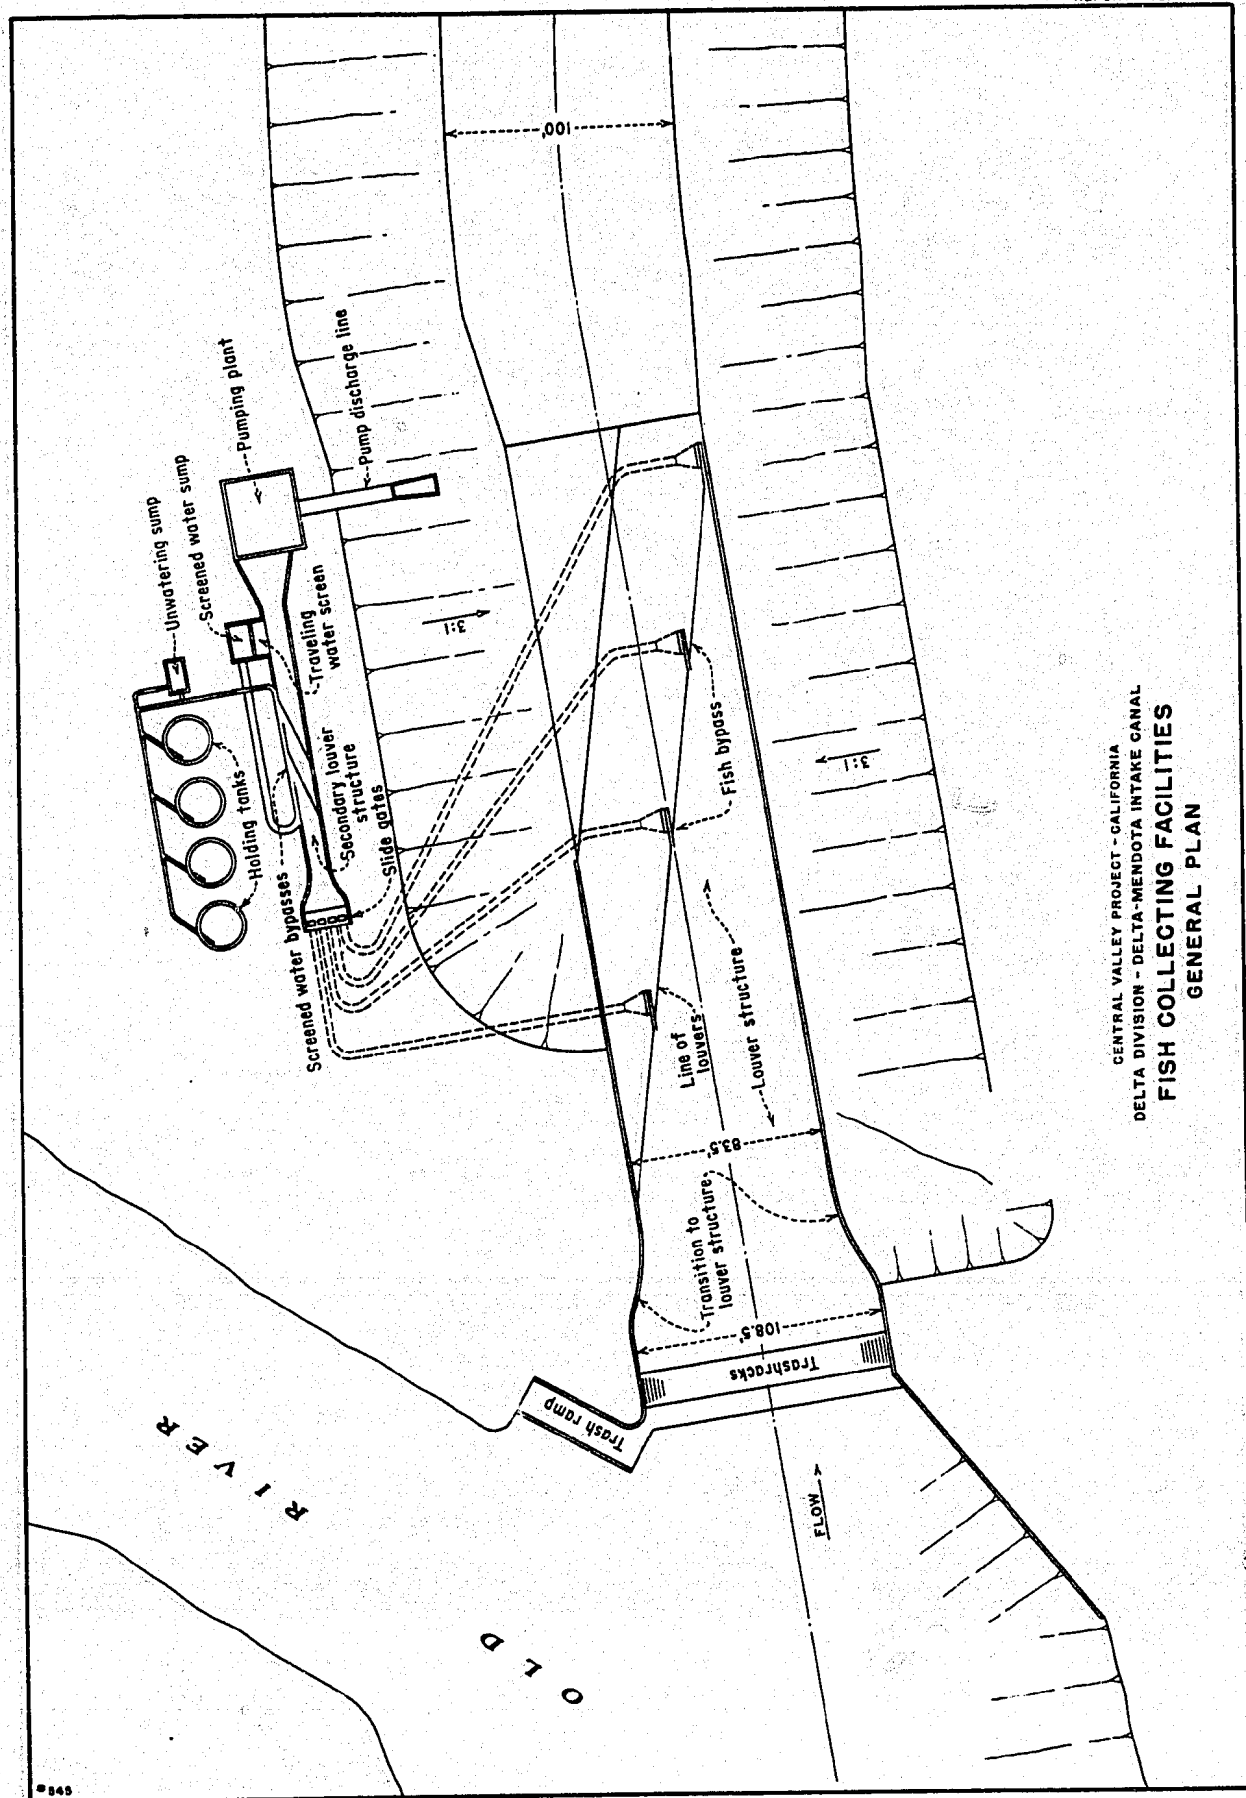 Unwatering sump
Screened water sump
Pumping plant
Pump discharge line
Traveling
water screen
Holding tanks
Screened water bypasses
Secondary louver
structure
Slide gates
100'
3:1
3:1
Fish bypass
Line of
louvers
Louver structure
83.5'
Transition to
louver structure
108.5'
Trashracks
Trash ramp
FLOW
OLD RIVER
CENTRAL VALLEY PROJECT - CALIFORNIA
DELTA DIVISION - DELTA-MENDOTA INTAKE CANAL
FISH COLLECTING FACILITIES
GENERAL PLAN
545